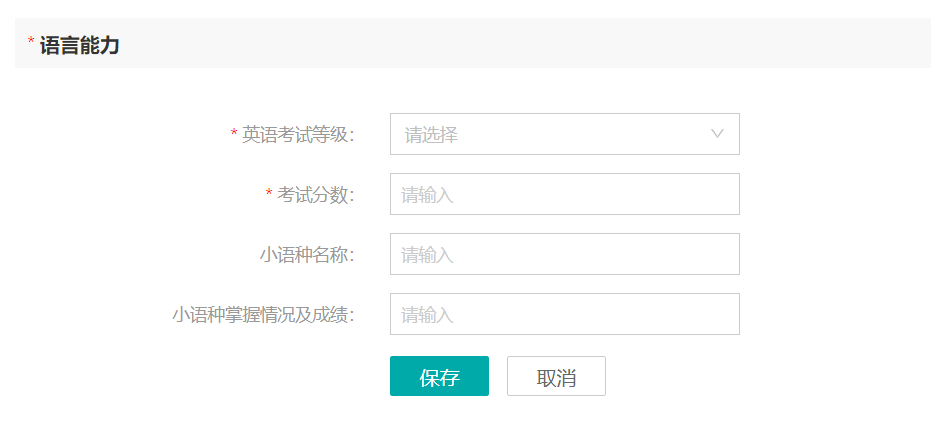 * 语言能力
* 英语考试等级： 请选择
* 考试分数： 请输入
小语种名称： 请输入
小语种掌握情况及成绩： 请输入
保存 取消